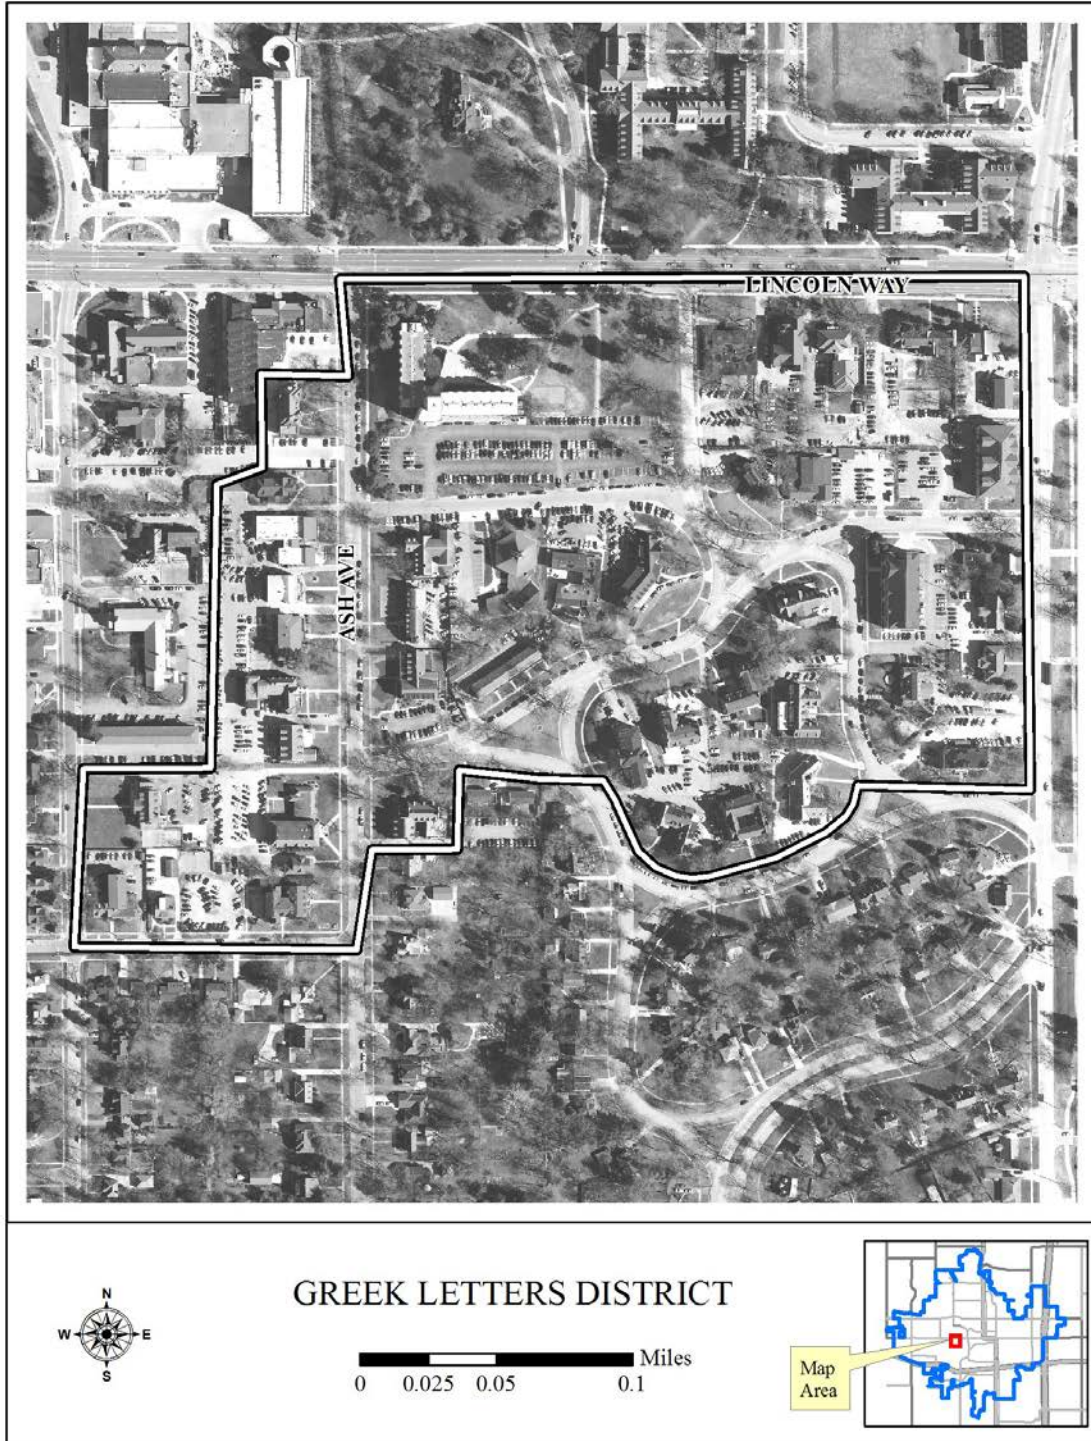 LINCOLN WAY
ASH AVE
N
W E
S
GREEK LETTERS DISTRICT
Miles
0 0.025 0.05 0.1
Map
Area